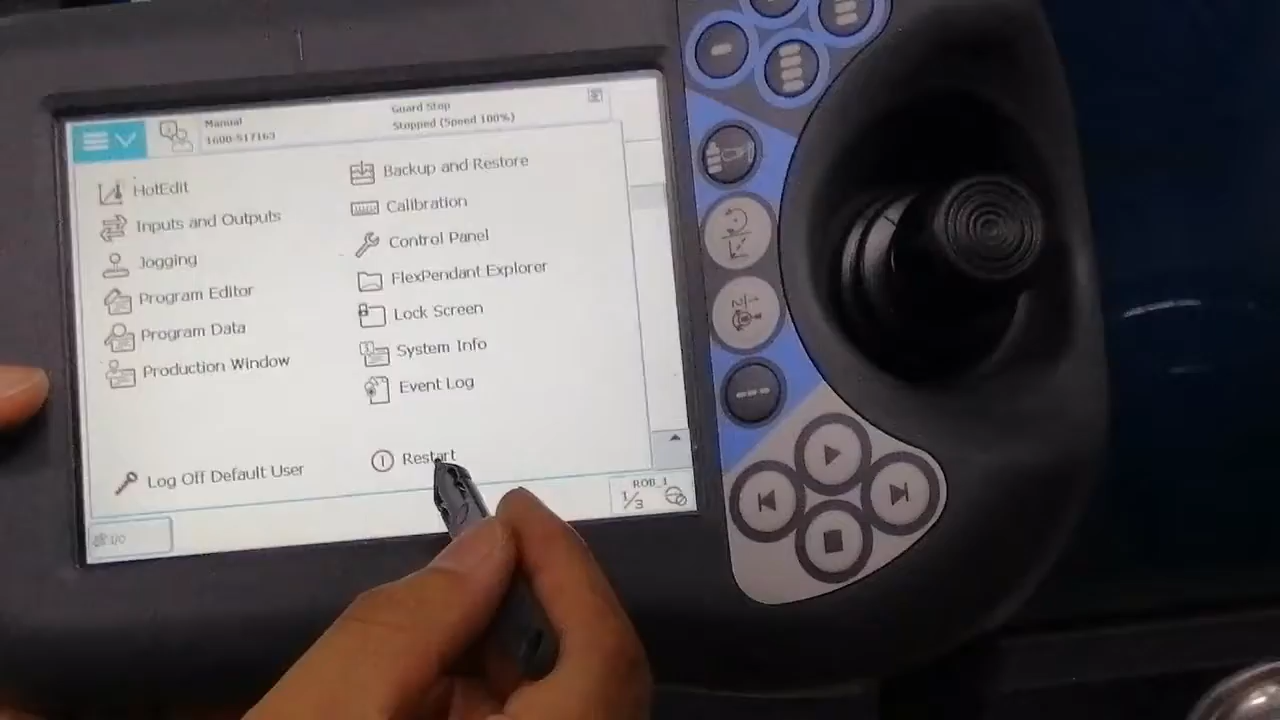 Manual
1600-517163
Guard Stop
Stopped (Speed 100%)
HotEdit
Inputs and Outputs
Jogging
Program Editor
Program Data
Production Window
Backup and Restore
Calibration
Control Panel
FlexPendant Explorer
Lock Screen
System Info
Event Log
Log Off Default User
Restart
I/O
ROB_1
1/3